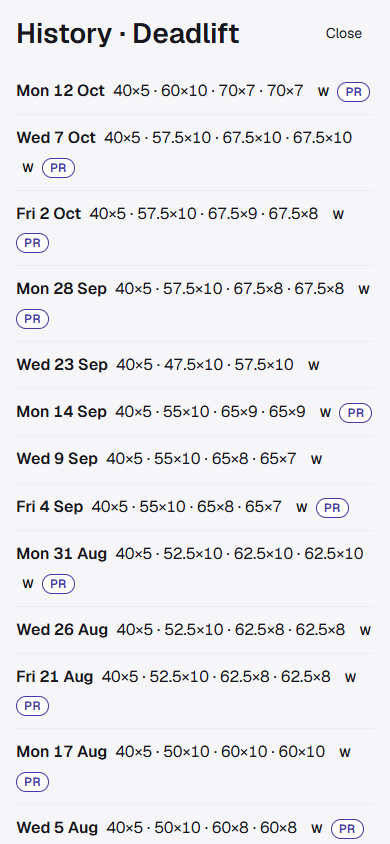 History · Deadlift Close
Mon 12 Oct 40×5 · 60×10 · 70×7 · 70×7 w PR
Wed 7 Oct 40×5 · 57.5×10 · 67.5×10 · 67.5×10
w PR
Fri 2 Oct 40×5 · 57.5×10 · 67.5×9 · 67.5×8 w
PR
Mon 28 Sep 40×5 · 57.5×10 · 67.5×8 · 67.5×8 w
PR
Wed 23 Sep 40×5 · 47.5×10 · 57.5×10 w
Mon 14 Sep 40×5 · 55×10 · 65×9 · 65×9 w PR
Wed 9 Sep 40×5 · 55×10 · 65×8 · 65×7 w
Fri 4 Sep 40×5 · 55×10 · 65×8 · 65×7 w PR
Mon 31 Aug 40×5 · 52.5×10 · 62.5×10 · 62.5×10
w PR
Wed 26 Aug 40×5 · 52.5×10 · 62.5×8 · 62.5×8 w
Fri 21 Aug 40×5 · 52.5×10 · 62.5×8 · 62.5×8 w
PR
Mon 17 Aug 40×5 · 50×10 · 60×10 · 60×10 w
PR
Wed 5 Aug 40×5 · 50×10 · 60×8 · 60×8 w PR